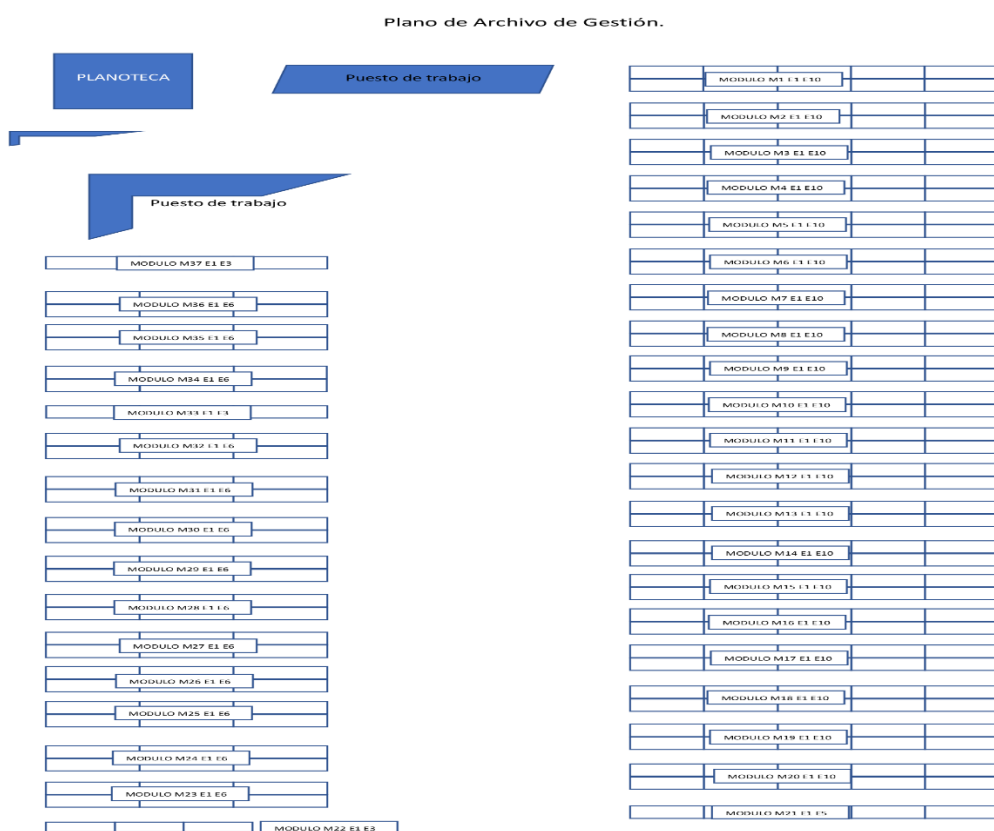 Plano de Archivo de Gestión.
PLANOTECA
Puesto de trabajo
Puesto de trabajo
MODULO M37 E1 E3
MODULO M36 E1 E6
MODULO M35 E1 E6
MODULO M34 E1 E6
MODULO M33 E1 E3
MODULO M32 E1 E6
MODULO M31 E1 E6
MODULO M30 E1 E6
MODULO M29 E1 E6
MODULO M28 E1 E6
MODULO M27 E1 E6
MODULO M26 E1 E6
MODULO M25 E1 E6
MODULO M24 E1 E6
MODULO M23 E1 E6
MODULO M22 E1 E3
MODULO M1 E1 E10
MODULO M2 E1 E10
MODULO M3 E1 E10
MODULO M4 E1 E10
MODULO M5 E1 E10
MODULO M6 E1 E10
MODULO M7 E1 E10
MODULO M8 E1 E10
MODULO M9 E1 E10
MODULO M10 E1 E10
MODULO M11 E1 E10
MODULO M12 E1 E10
MODULO M13 E1 E10
MODULO M14 E1 E10
MODULO M15 E1 E10
MODULO M16 E1 E10
MODULO M17 E1 E10
MODULO M18 E1 E10
MODULO M19 E1 E10
MODULO M20 E1 E10
MODULO M21 E1 E5